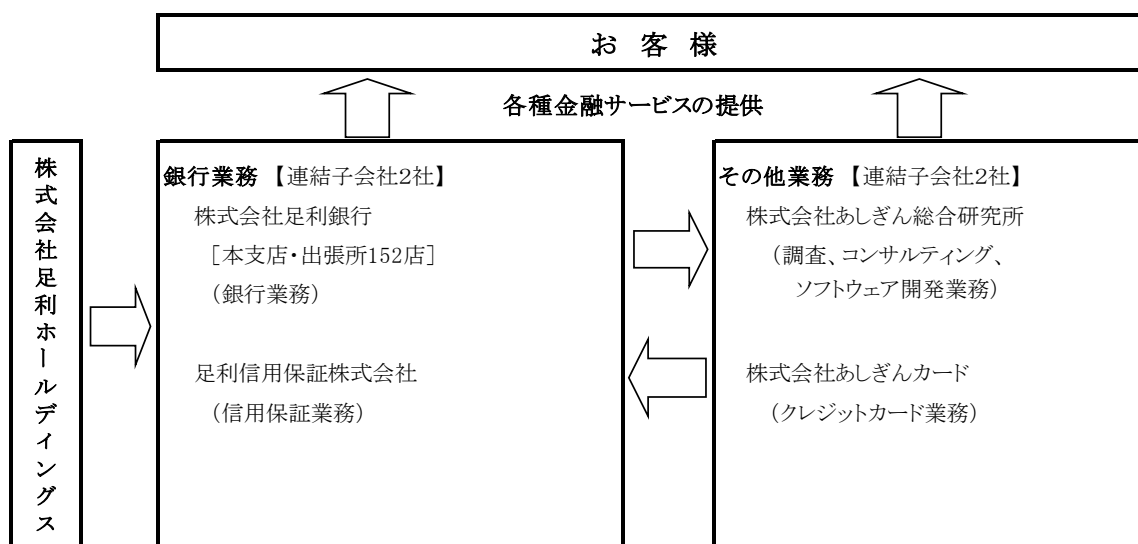 お 客 様
各種金融サービスの提供
株式会社足利ホールディングス
銀行業務 【連結子会社2社】
株式会社足利銀行
［本支店・出張所152店］
（銀行業務）
足利信用保証株式会社
（信用保証業務）
その他業務 【連結子会社2社】
株式会社あしぎん総合研究所
（調査、コンサルティング、
ソフトウェア開発業務）
株式会社あしぎんカード
（クレジットカード業務）